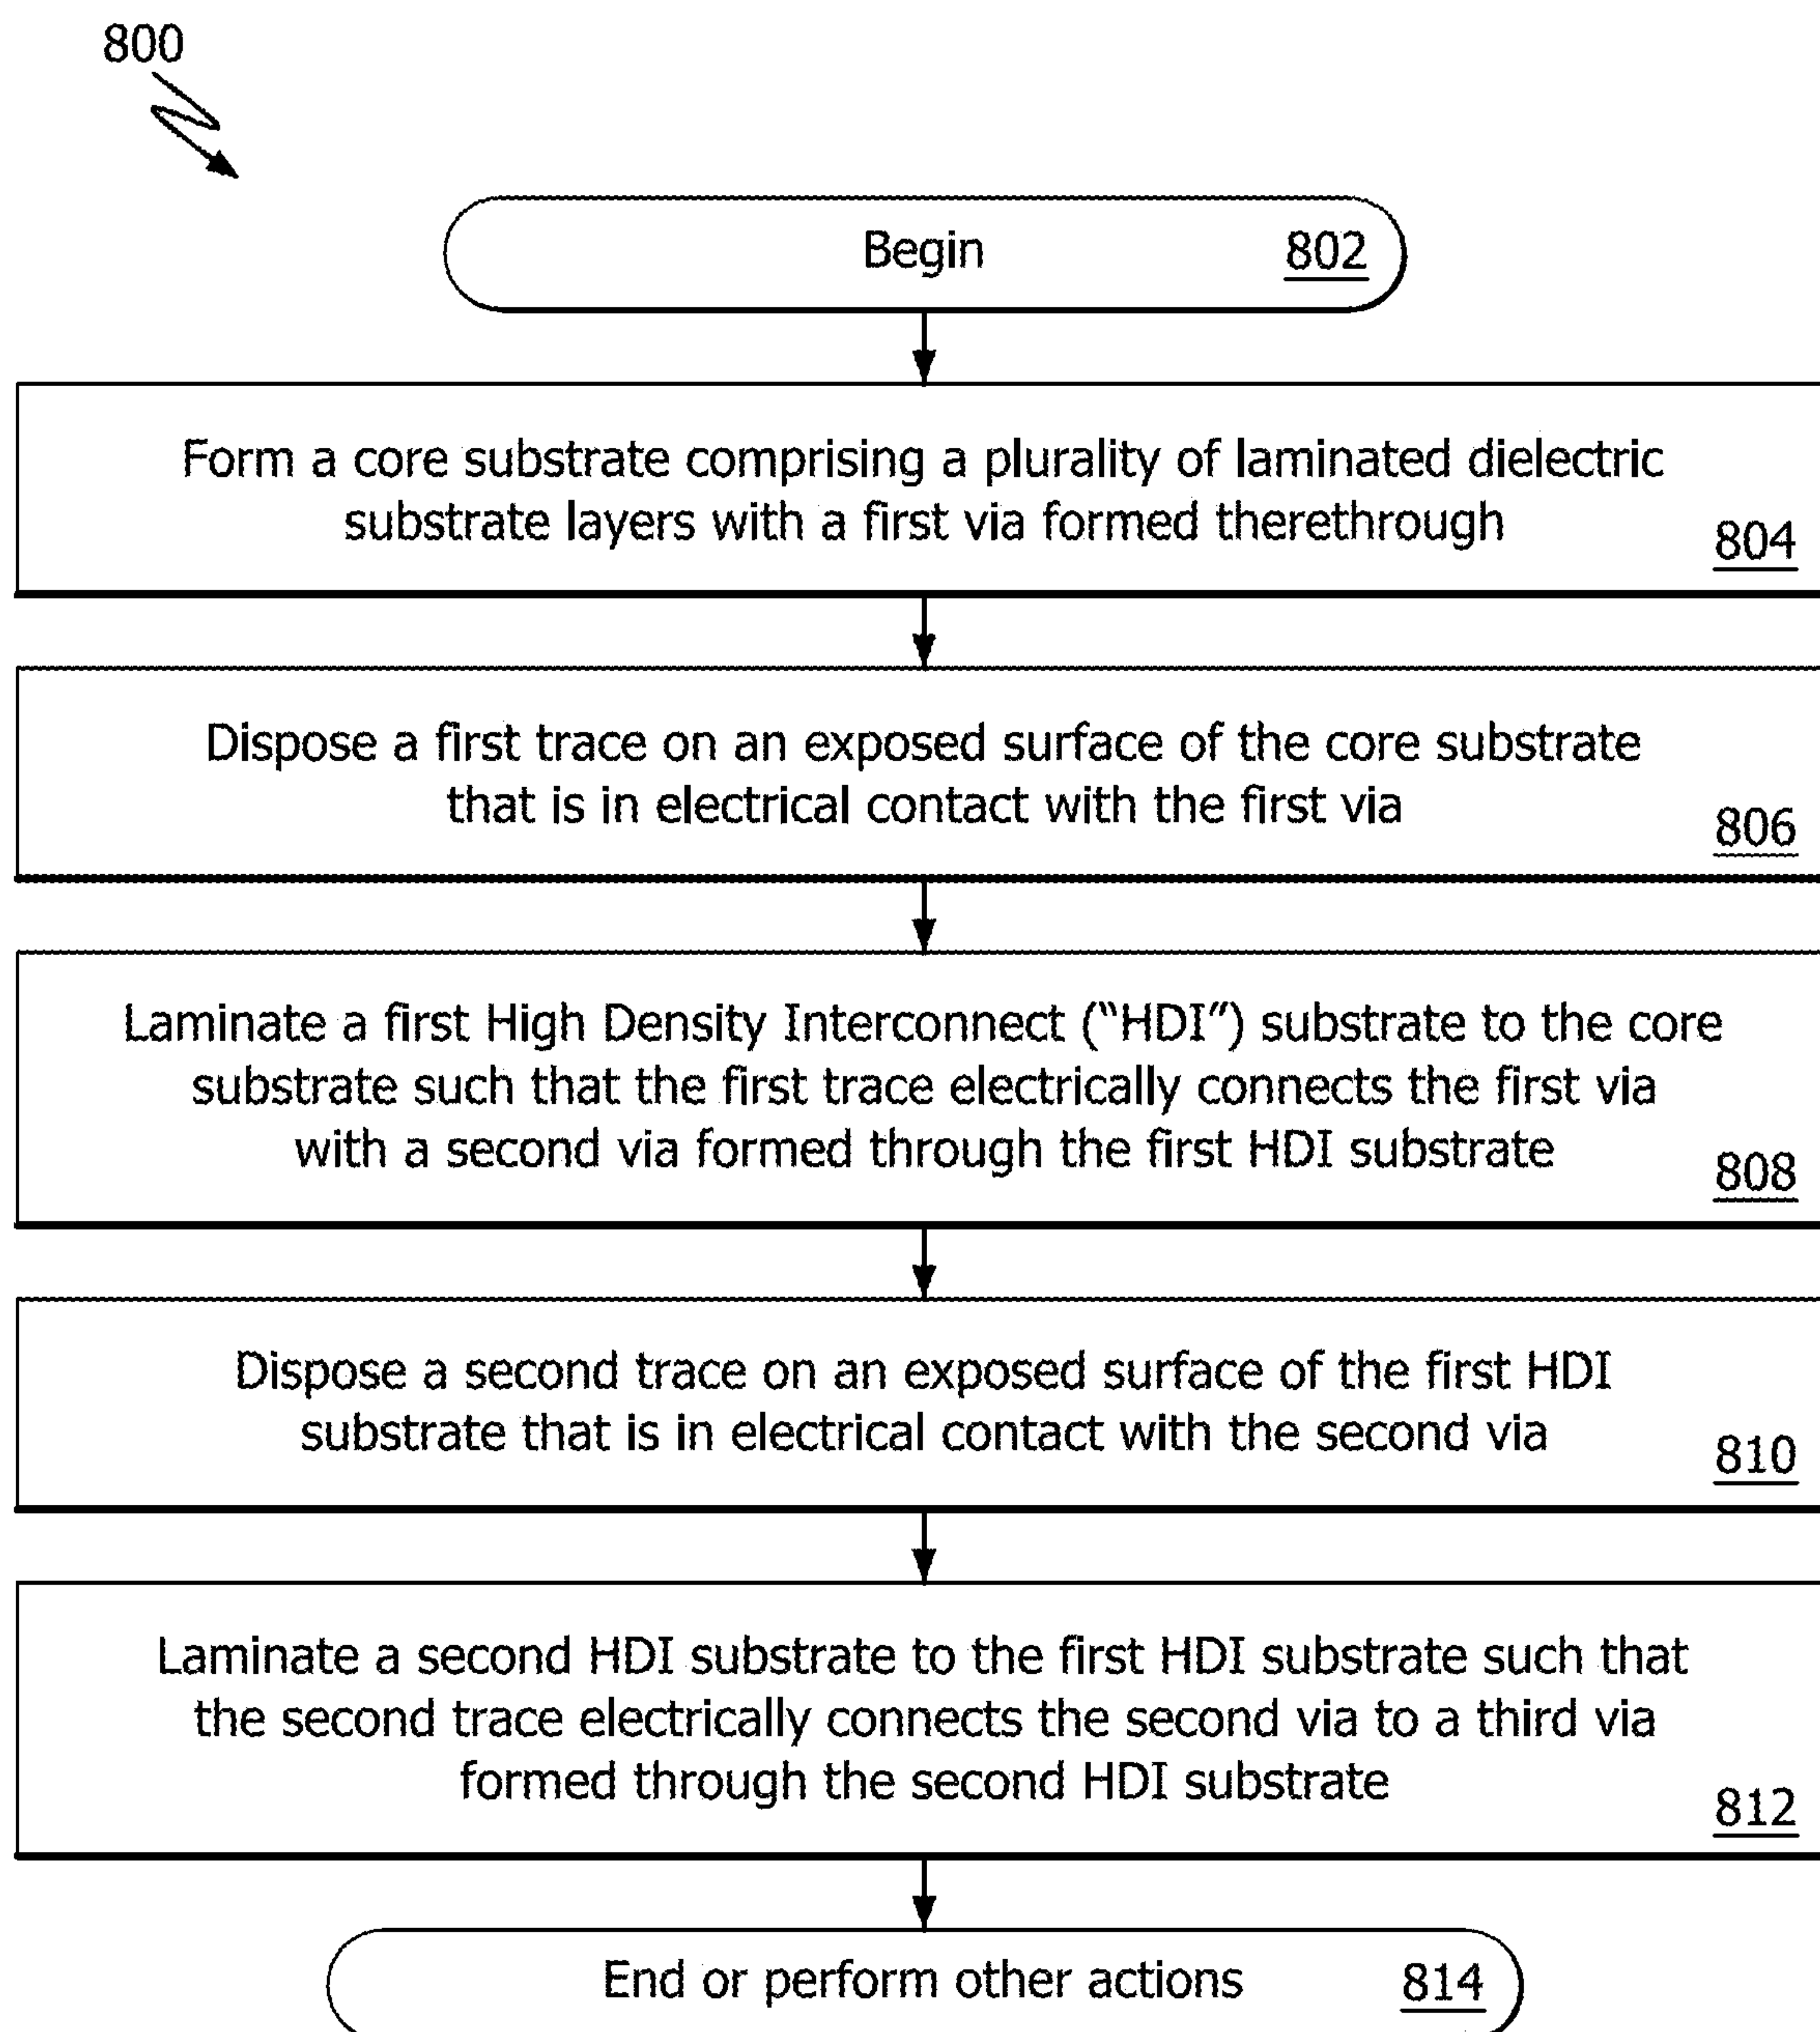 800
Begin 802
Form a core substrate comprising a plurality of laminated dielectric
substrate layers with a first via formed therethrough
804
Dispose a first trace on an exposed surface of the core substrate
that is in electrical contact with the first via
806
Laminate a first High Density Interconnect (“HDI”) substrate to the core
substrate such that the first trace electrically connects the first via
with a second via formed through the first HDI substrate
808
Dispose a second trace on an exposed surface of the first HDI
substrate that is in electrical contact with the second via
810
Laminate a second HDI substrate to the first HDI substrate such that
the second trace electrically connects the second via to a third via
formed through the second HDI substrate
812
End or perform other actions 814